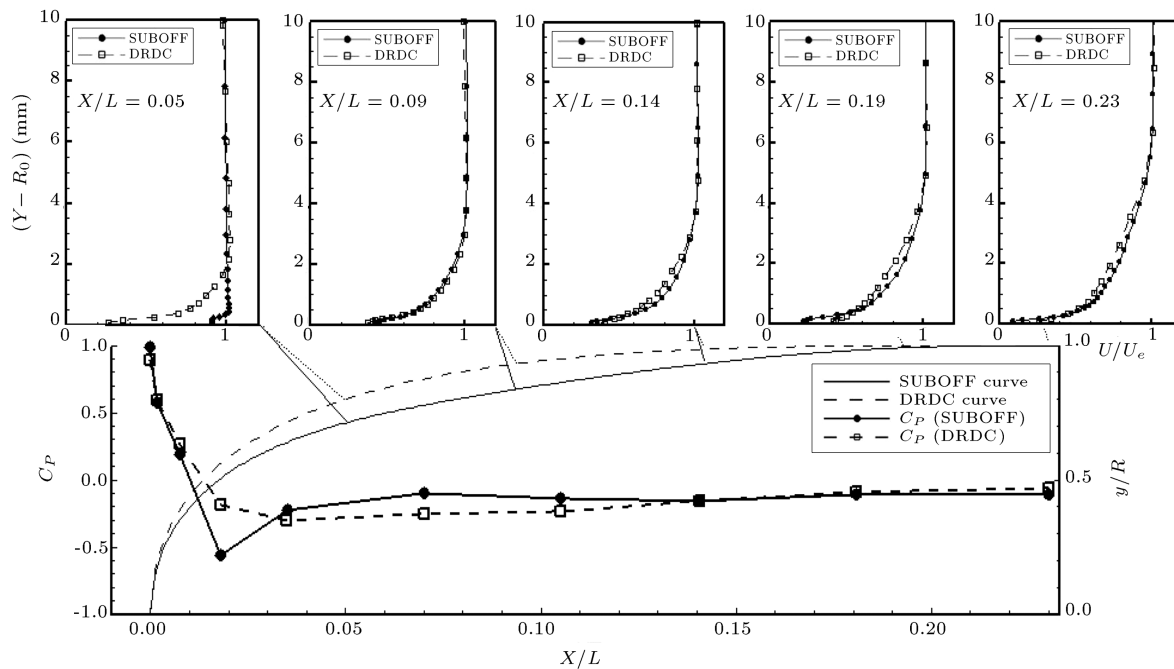 10
8
6
4
2
0
(Y − R₀) (mm)
SUBOFF
DRDC
X/L = 0.05
0
1
10
8
6
4
2
0
SUBOFF
DRDC
X/L = 0.09
0
1
10
8
6
4
2
0
SUBOFF
DRDC
X/L = 0.14
0
1
10
8
6
4
2
0
SUBOFF
DRDC
X/L = 0.19
0
1
10
8
6
4
2
0
SUBOFF
DRDC
X/L = 0.23
0
1
U/Uₑ
1.0
0.5
0.0
-0.5
-1.0
C_P
SUBOFF curve
DRDC curve
C_P (SUBOFF)
C_P (DRDC)
1.0
0.5
0.0
y/R
0.00
0.05
0.10
0.15
0.20
X/L